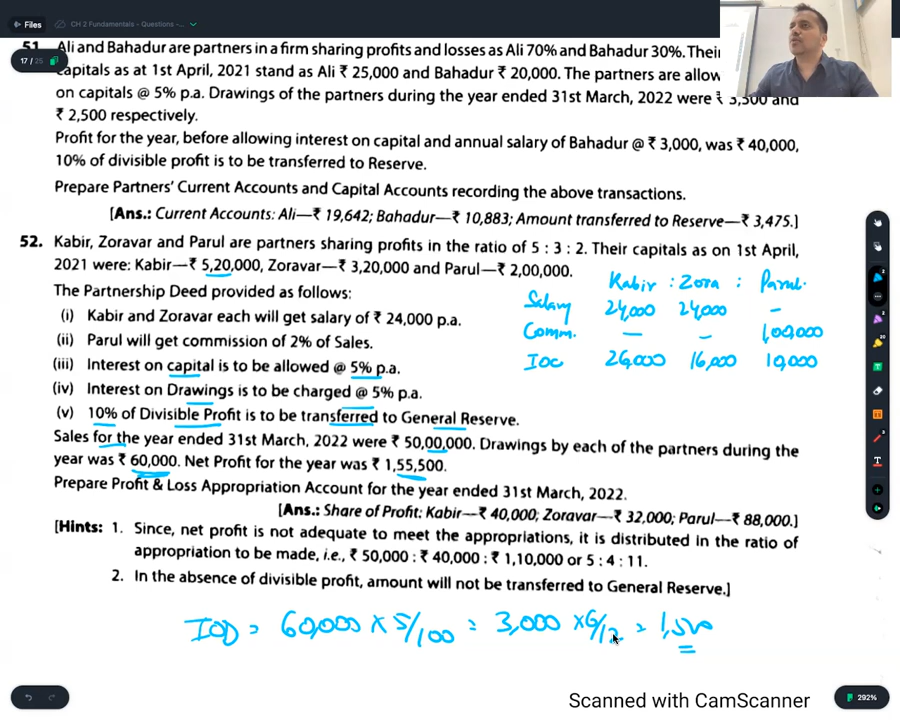 Files
CH 2 Fundamentals - Questions -...
17 / 25
51. Ali and Bahadur are partners in a firm sharing profits and losses as Ali 70% and Bahadur 30%. Thei
capitals as at 1st April, 2021 stand as Ali ₹ 25,000 and Bahadur ₹ 20,000. The partners are allow
on capitals @ 5% p.a. Drawings of the partners during the year ended 31st March, 2022 were ₹ 3,500 and
₹ 2,500 respectively.
Profit for the year, before allowing interest on capital and annual salary of Bahadur @ ₹ 3,000, was ₹ 40,000,
10% of divisible profit is to be transferred to Reserve.
Prepare Partners' Current Accounts and Capital Accounts recording the above transactions.
[Ans.: Current Accounts: Ali—₹ 19,642; Bahadur—₹ 10,883; Amount transferred to Reserve—₹ 3,475.]
52. Kabir, Zoravar and Parul are partners sharing profits in the ratio of 5 : 3 : 2. Their capitals as on 1st April,
2021 were: Kabir—₹ 5,20,000, Zoravar—₹ 3,20,000 and Parul—₹ 2,00,000.
The Partnership Deed provided as follows:
(i) Kabir and Zoravar each will get salary of ₹ 24,000 p.a.
(ii) Parul will get commission of 2% of Sales.
(iii) Interest on capital is to be allowed @ 5% p.a.
(iv) Interest on Drawings is to be charged @ 5% p.a.
(v) 10% of Divisible Profit is to be transferred to General Reserve.
Kabir : Zora : Parul.
Salary 24,000 24,000 -
Comm. - - 1,00,000
IOC 26,000 16,000 10,000
Sales for the year ended 31st March, 2022 were ₹ 50,00,000. Drawings by each of the partners during the
year was ₹ 60,000. Net Profit for the year was ₹ 1,55,500.
Prepare Profit & Loss Appropriation Account for the year ended 31st March, 2022.
[Ans.: Share of Profit: Kabir—₹ 40,000; Zoravar—₹ 32,000; Parul—₹ 88,000.]
[Hints: 1. Since, net profit is not adequate to meet the appropriations, it is distributed in the ratio of
appropriation to be made, i.e., ₹ 50,000 : ₹ 40,000 : ₹ 1,10,000 or 5 : 4 : 11.
2. In the absence of divisible profit, amount will not be transferred to General Reserve.]
IOD = 60,000 x 5/100 = 3,000 x 6/12 = 1,500
Scanned with CamScanner
292%